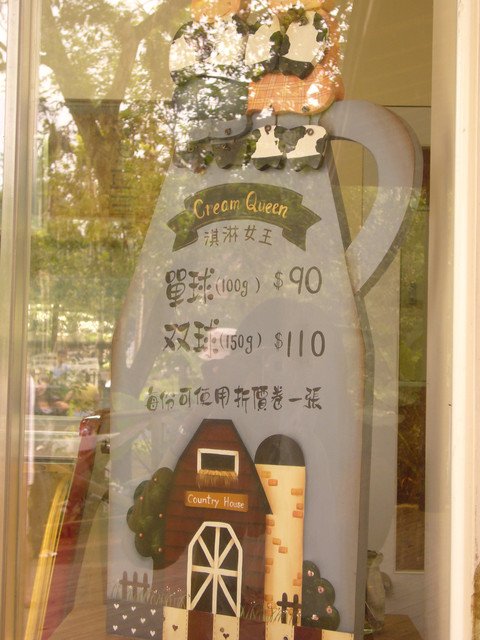 Cream Queen
淇淋女王
單球(100g) $90
双球(150g) $110
每份可使用折價卷一張
Country House